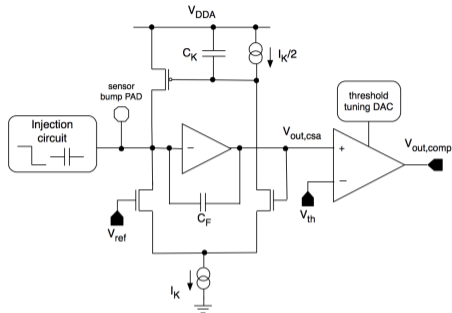 V_DDA
C_K
I_K/2
sensor
bump PAD
threshold
tuning DAC
Injection
circuit
V_out,csa
V_out,comp
-
+
-
C_F
V_th
V_ref
I_K